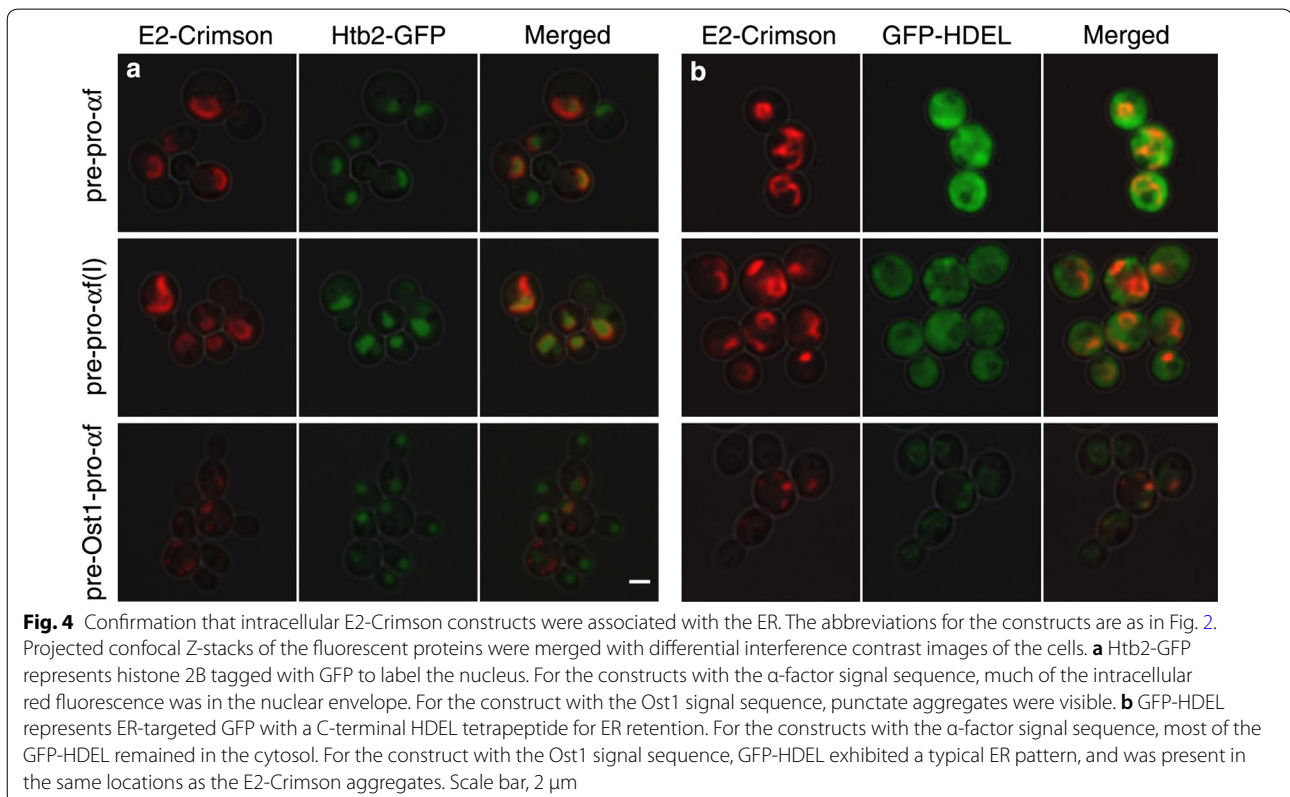 E2-Crimson Htb2-GFP Merged E2-Crimson GFP-HDEL Merged
a b
pre-pro-αf
pre-pro-αf(I)
pre-Ost1-pro-αf
Fig. 4 Confirmation that intracellular E2-Crimson constructs were associated with the ER. The abbreviations for the constructs are as in Fig. 2.
Projected confocal Z-stacks of the fluorescent proteins were merged with differential interference contrast images of the cells. a Htb2-GFP
represents histone 2B tagged with GFP to label the nucleus. For the constructs with the α-factor signal sequence, much of the intracellular
red fluorescence was in the nuclear envelope. For the construct with the Ost1 signal sequence, punctate aggregates were visible. b GFP-HDEL
represents ER-targeted GFP with a C-terminal HDEL tetrapeptide for ER retention. For the constructs with the α-factor signal sequence, most of the
GFP-HDEL remained in the cytosol. For the construct with the Ost1 signal sequence, GFP-HDEL exhibited a typical ER pattern, and was present in
the same locations as the E2-Crimson aggregates. Scale bar, 2 μm